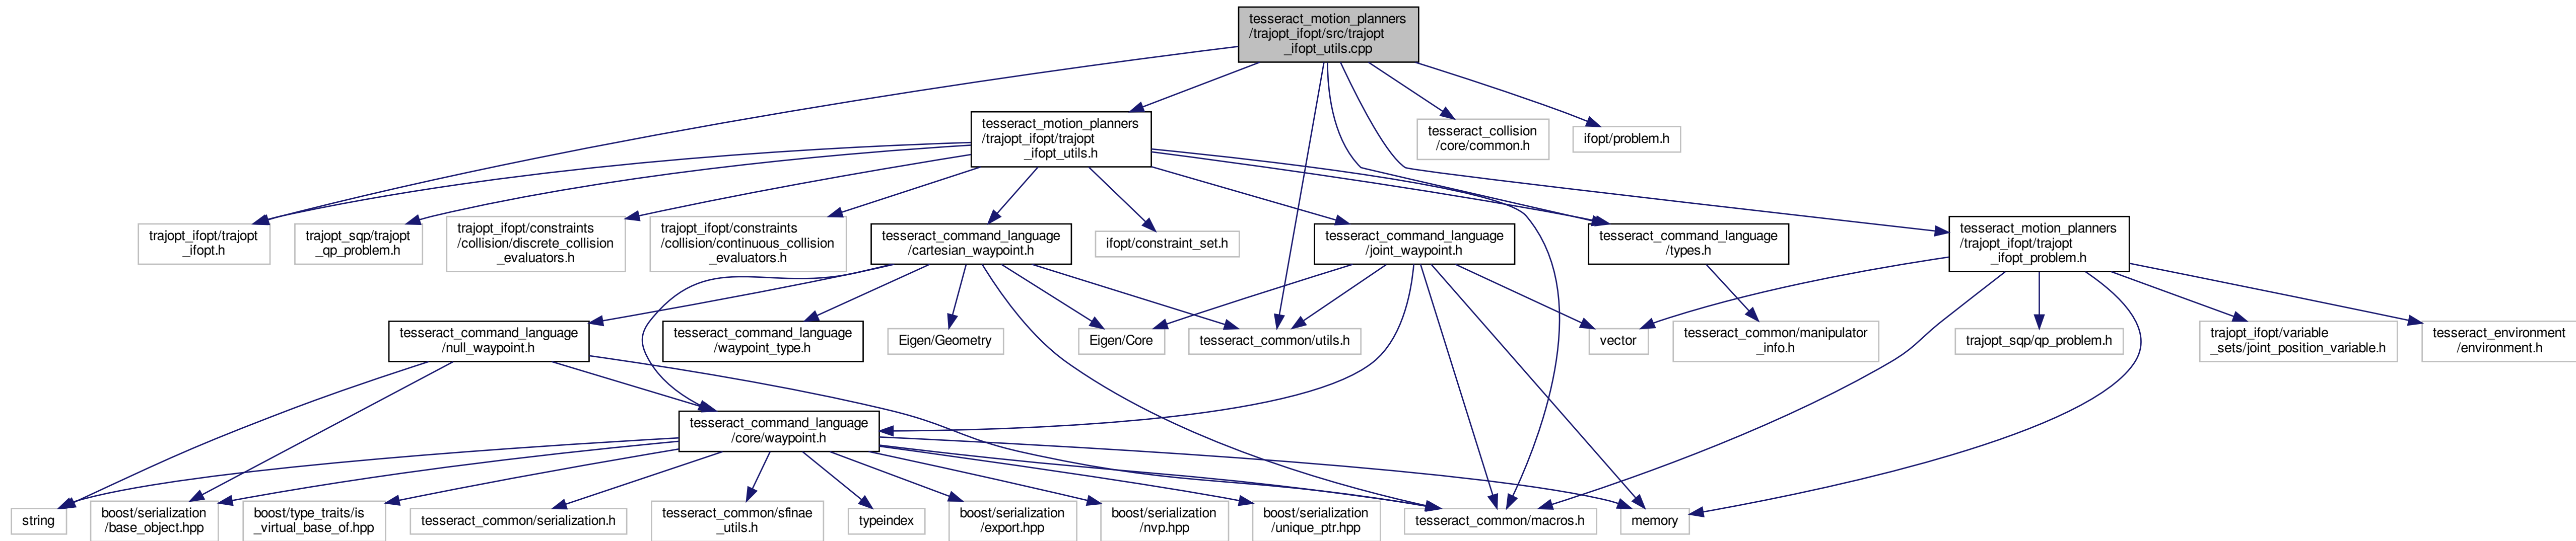 tesseract_motion_planners
/trajopt_ifopt/src/trajopt
_ifopt_utils.cpp
tesseract_motion_planners
/trajopt_ifopt/trajopt
_ifopt_utils.h
tesseract_collision
/core/common.h
ifopt/problem.h
trajopt_ifopt/trajopt
_ifopt.h
trajopt_sqp/trajopt
_qp_problem.h
trajopt_ifopt/constraints
/collision/discrete_collision
_evaluators.h
trajopt_ifopt/constraints
/collision/continuous_collision
_evaluators.h
tesseract_command_language
/cartesian_waypoint.h
ifopt/constraint_set.h
tesseract_command_language
/joint_waypoint.h
tesseract_command_language
/types.h
tesseract_motion_planners
/trajopt_ifopt/trajopt
_ifopt_problem.h
tesseract_command_language
/null_waypoint.h
tesseract_command_language
/waypoint_type.h
Eigen/Geometry
Eigen/Core
tesseract_common/utils.h
vector
tesseract_common/manipulator
_info.h
trajopt_sqp/qp_problem.h
trajopt_ifopt/variable
_sets/joint_position_variable.h
tesseract_environment
/environment.h
tesseract_command_language
/core/waypoint.h
string
boost/serialization
/base_object.hpp
boost/type_traits/is
_virtual_base_of.hpp
tesseract_common/serialization.h
tesseract_common/sfinae
_utils.h
typeindex
boost/serialization
/export.hpp
boost/serialization
/nvp.hpp
boost/serialization
/unique_ptr.hpp
tesseract_common/macros.h
memory